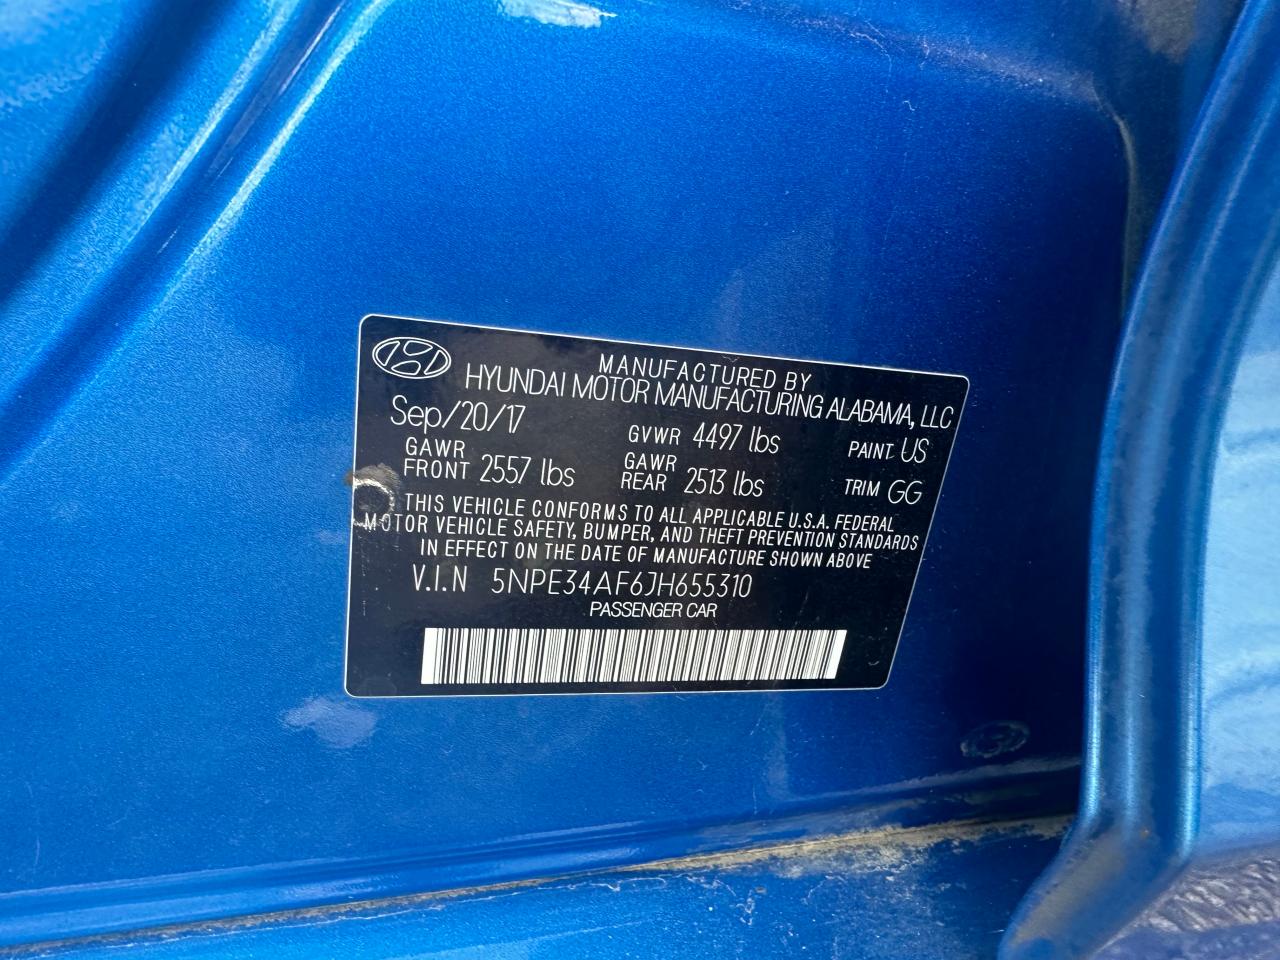 MANUFACTURED BY
HYUNDAI MOTOR MANUFACTURING ALABAMA, LLC
Sep/20/17
GVWR 4497 lbs
PAINT US
GAWR FRONT 2557 lbs
GAWR REAR 2513 lbs
TRIM GG
THIS VEHICLE CONFORMS TO ALL APPLICABLE U.S.A. FEDERAL
MOTOR VEHICLE SAFETY, BUMPER, AND THEFT PREVENTION STANDARDS
IN EFFECT ON THE DATE OF MANUFACTURE SHOWN ABOVE
V.I.N 5NPE34AF6JH655310
PASSENGER CAR